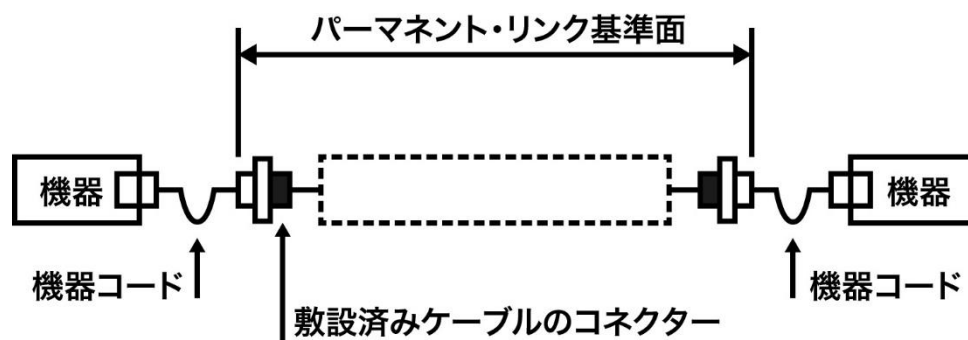 パーマネント・リンク基準面
機器
機器
機器コード
機器コード
敷設済みケーブルのコネクター